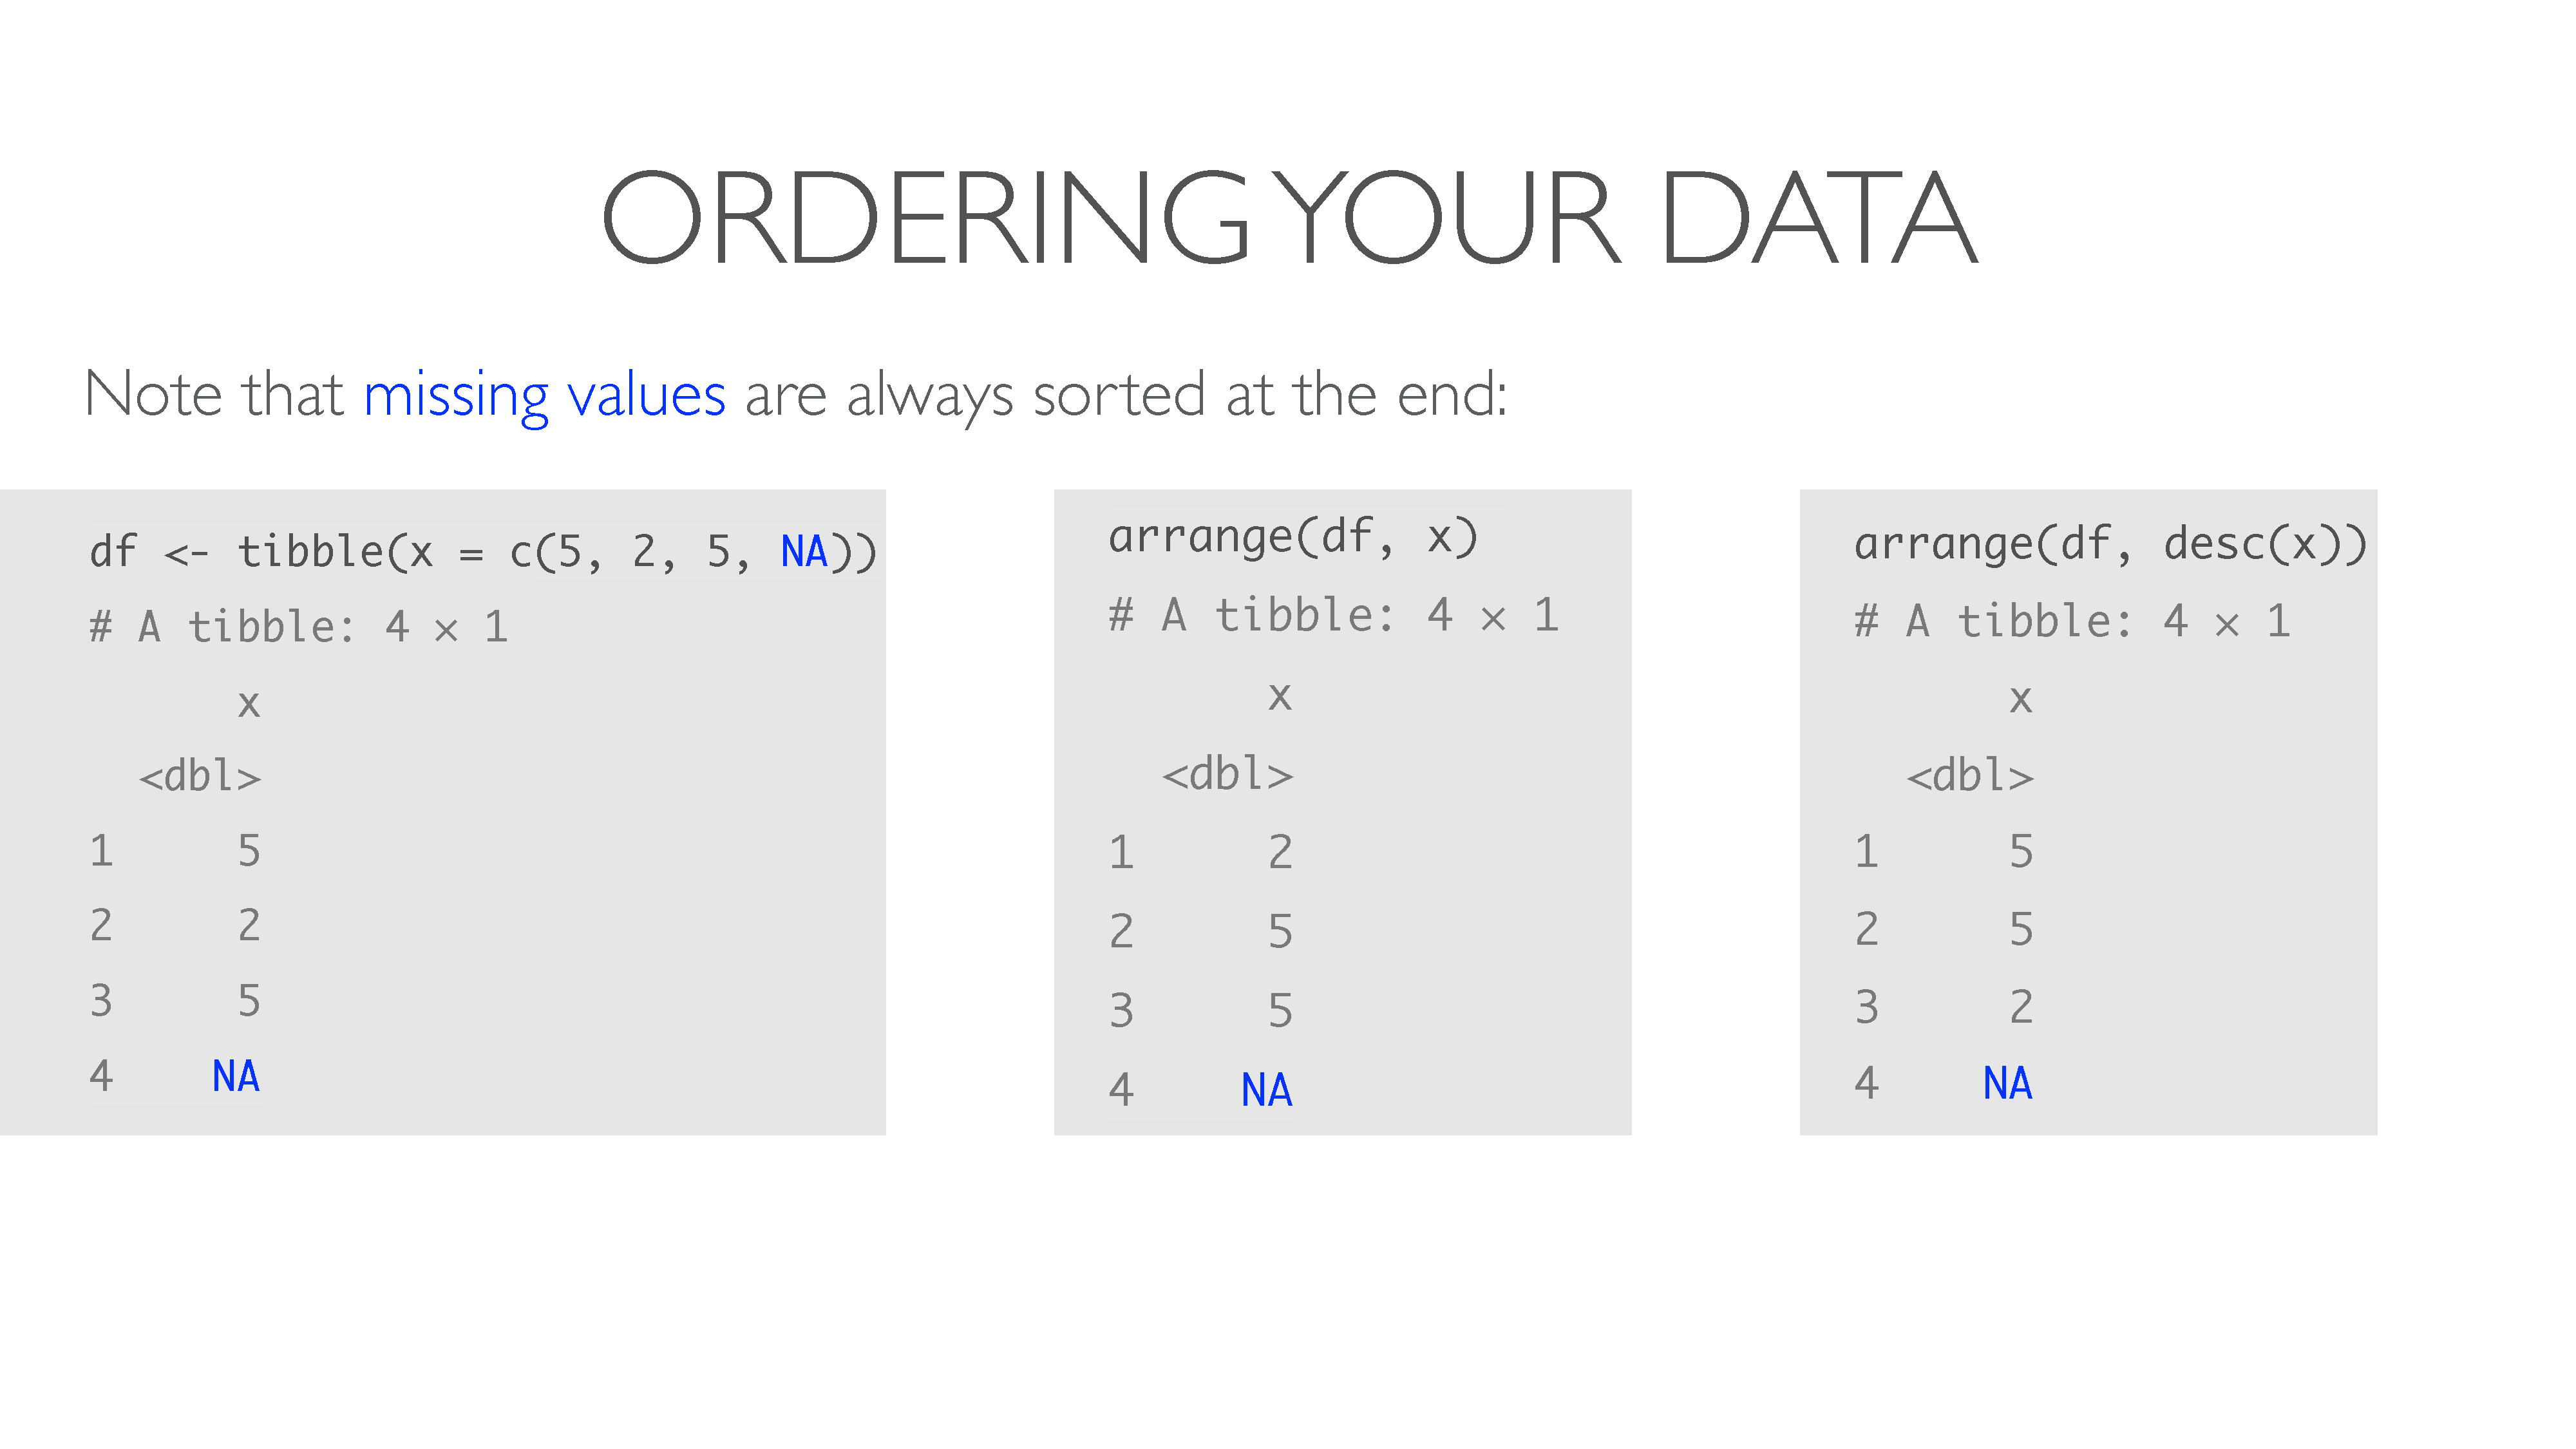 ORDERING YOUR DATA
Note that missing values are always sorted at the end:
df <- tibble(x = c(5, 2, 5, NA))
# A tibble: 4 × 1
x
<dbl>
1 5
2 2
3 5
4 NA
arrange(df, x)
# A tibble: 4 × 1
x
<dbl>
1 2
2 5
3 5
4 NA
arrange(df, desc(x))
# A tibble: 4 × 1
x
<dbl>
1 5
2 5
3 2
4 NA